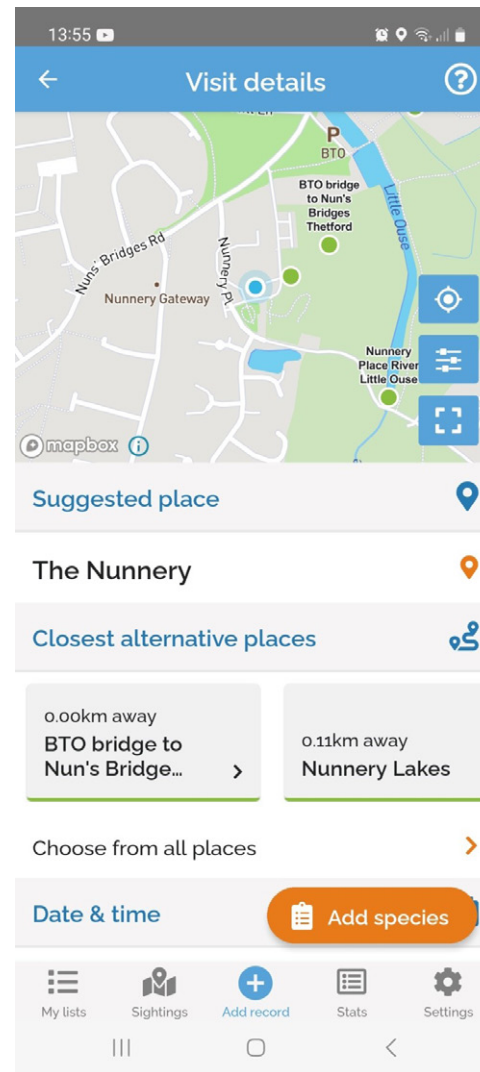 13:55
Visit details
P
BTO
BTO bridge
to Nun's
Bridges
Thetford
Little Ouse
Nuns' Bridges Rd
Nunnery Pl.
Nunnery Gateway
Nunnery
Place River
Little Ouse
mapbox
Suggested place
The Nunnery
Closest alternative places
0.00km away
BTO bridge to
Nun's Bridge...
0.11km away
Nunnery Lakes
Choose from all places
Date & time
Add species
My lists
Sightings
Add record
Stats
Settings